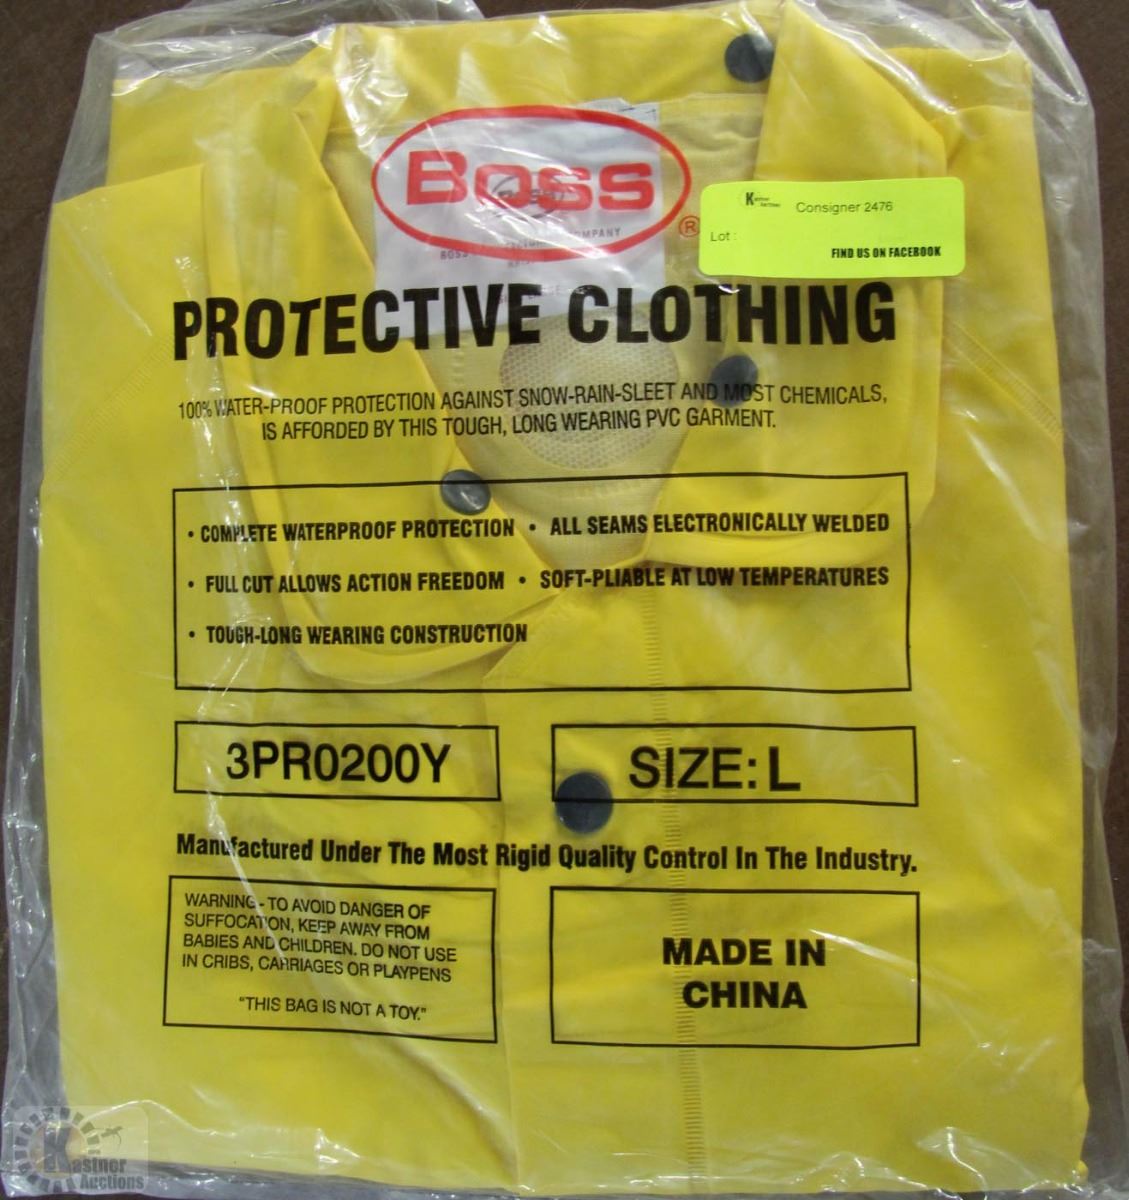 BOSS
®
Kastner
Auctions
Consigner 2476
Lot :
FIND US ON FACEBOOK
PROTECTIVE CLOTHING
100% WATER-PROOF PROTECTION AGAINST SNOW-RAIN-SLEET AND MOST CHEMICALS,
IS AFFORDED BY THIS TOUGH, LONG WEARING PVC GARMENT.
• COMPLETE WATERPROOF PROTECTION • ALL SEAMS ELECTRONICALLY WELDED
• FULL CUT ALLOWS ACTION FREEDOM • SOFT-PLIABLE AT LOW TEMPERATURES
• TOUGH-LONG WEARING CONSTRUCTION
3PR0200Y
SIZE: L
Manufactured Under The Most Rigid Quality Control In The Industry.
WARNING - TO AVOID DANGER OF
SUFFOCATION, KEEP AWAY FROM
BABIES AND CHILDREN. DO NOT USE
IN CRIBS, CARRIAGES OR PLAYPENS
"THIS BAG IS NOT A TOY."
MADE IN
CHINA
Kastner
Auctions